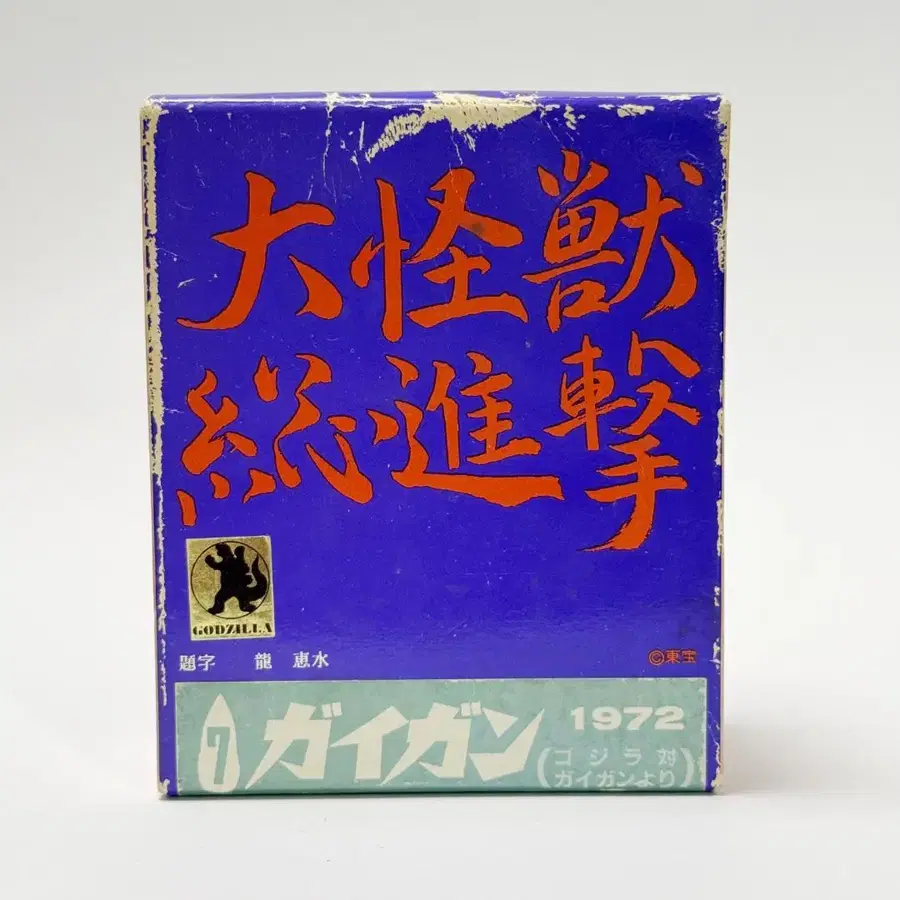 大怪獣
総進撃
GODZILLA
題字 龍 恵水
©東宝
7 ガイガン 1972
(ゴジラ対
ガイガンより)